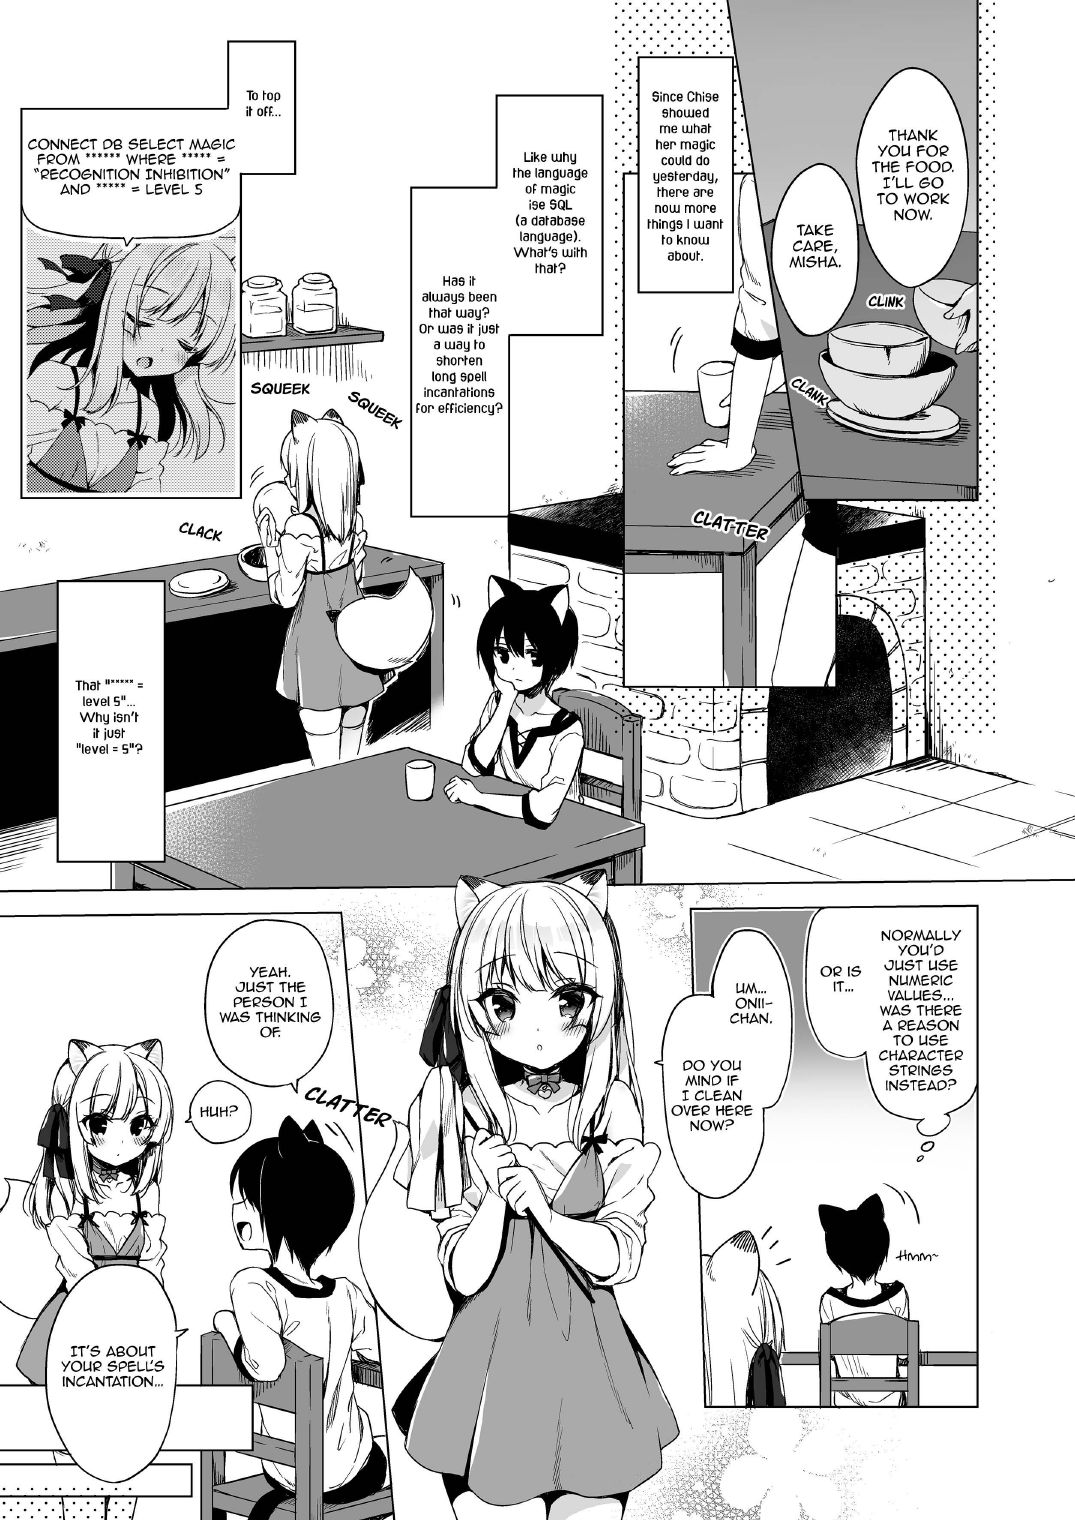 THANK
YOU FOR
THE FOOD.
I'LL GO
TO WORK
NOW.
TAKE
CARE,
MISHA.
CLINK
CLANK
Since Chise
showed
me what
her magic
could do
yesterday,
there are
now more
things I want
to know
about.
CLATTER
Like why
the language
of magic
ise SQL
(a database
language).
What's with
that?
Has it
always been
that way?
Or was it just
a way to
shorten
long spell
incantations
for efficiency?
To top
it off...
CONNECT DB SELECT MAGIC
FROM ****** WHERE ***** =
"RECOGNITION INHIBITION"
AND ***** = LEVEL 5
SQUEEK
SQUEEK
CLACK
That "***** =
level 5"...
Why isn't
it just
"level = 5"?
NORMALLY
YOU'D
JUST USE
NUMERIC
VALUES...
WAS THERE
A REASON
TO USE
CHARACTER
STRINGS
INSTEAD?
OR IS
IT...
Hmm~
UM...
ONII-
CHAN.
DO YOU
MIND IF
I CLEAN
OVER HERE
NOW?
YEAH.
JUST THE
PERSON I
WAS THINKING
OF.
CLATTER
HUH?
IT'S ABOUT
YOUR SPELL'S
INCANTATION...